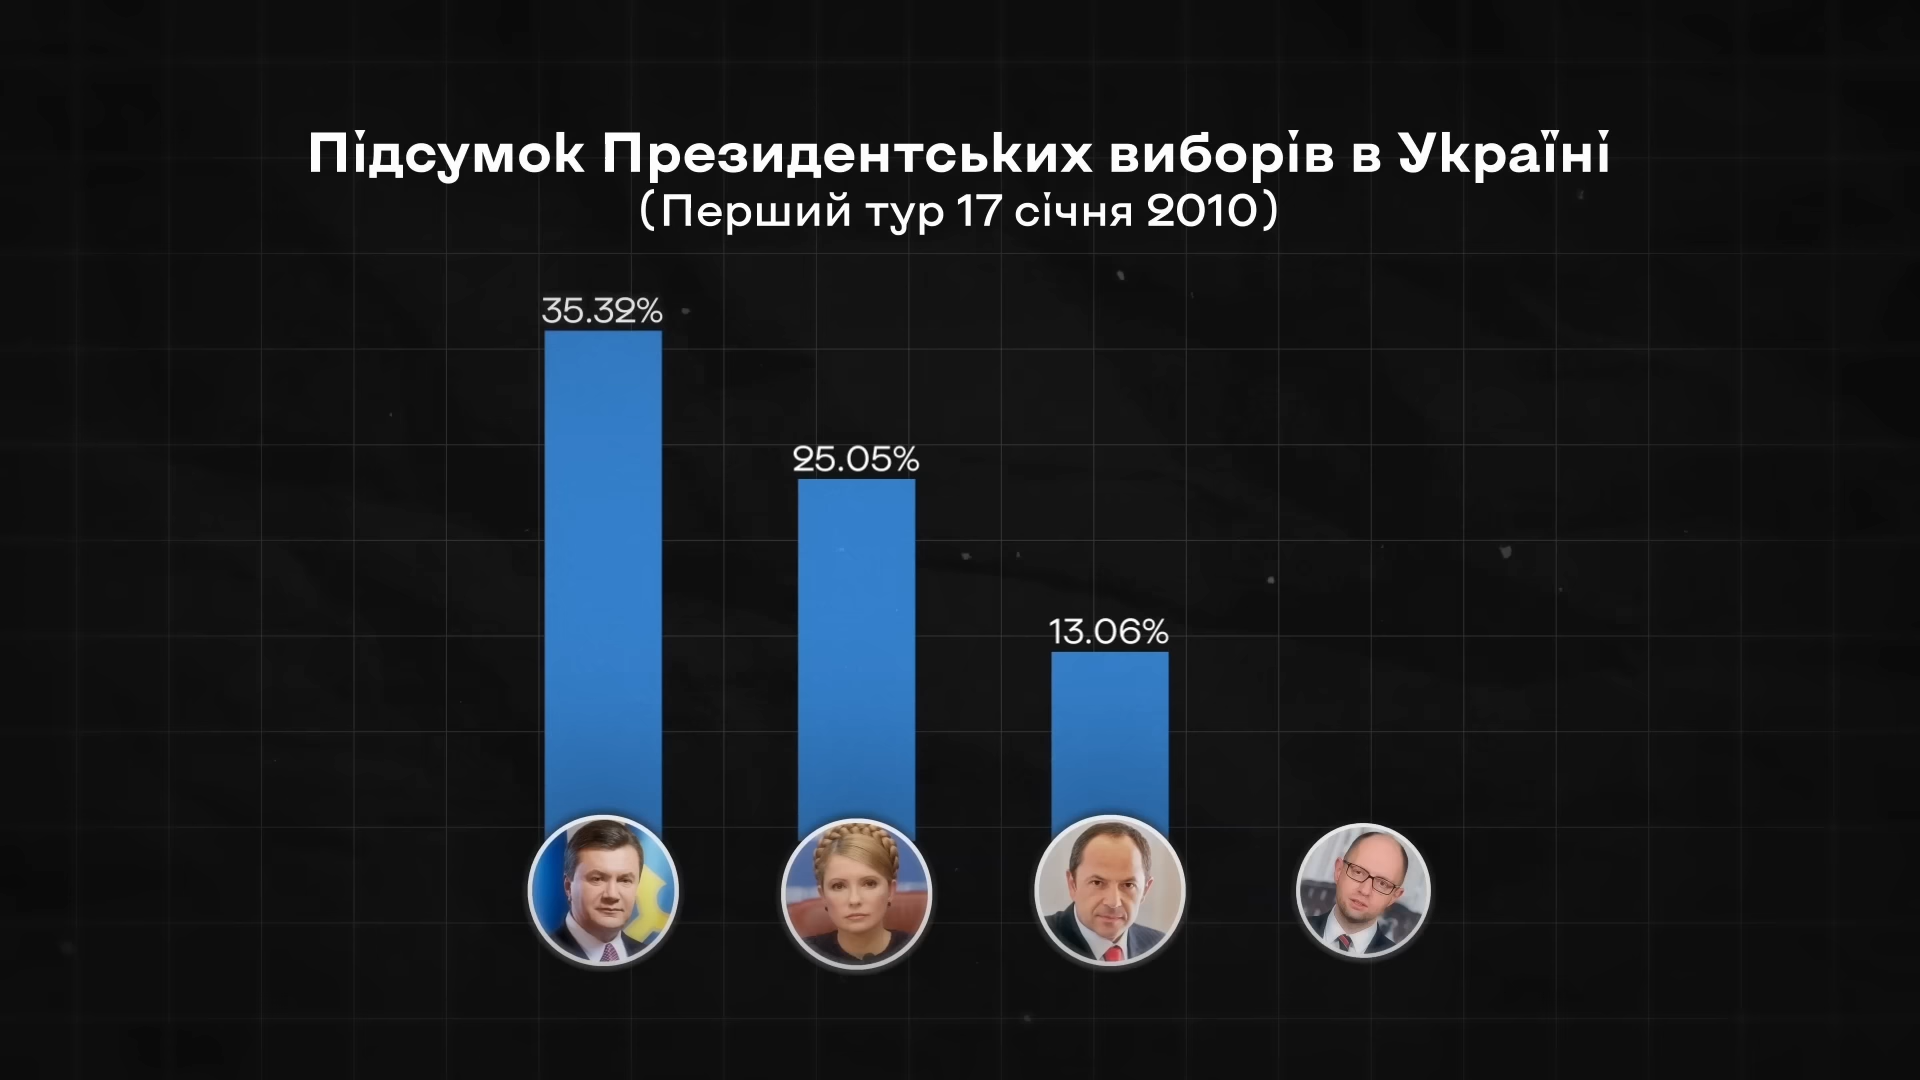 Підсумок Президентських виборів в Україні
(Перший тур 17 січня 2010)
35.32%
25.05%
13.06%